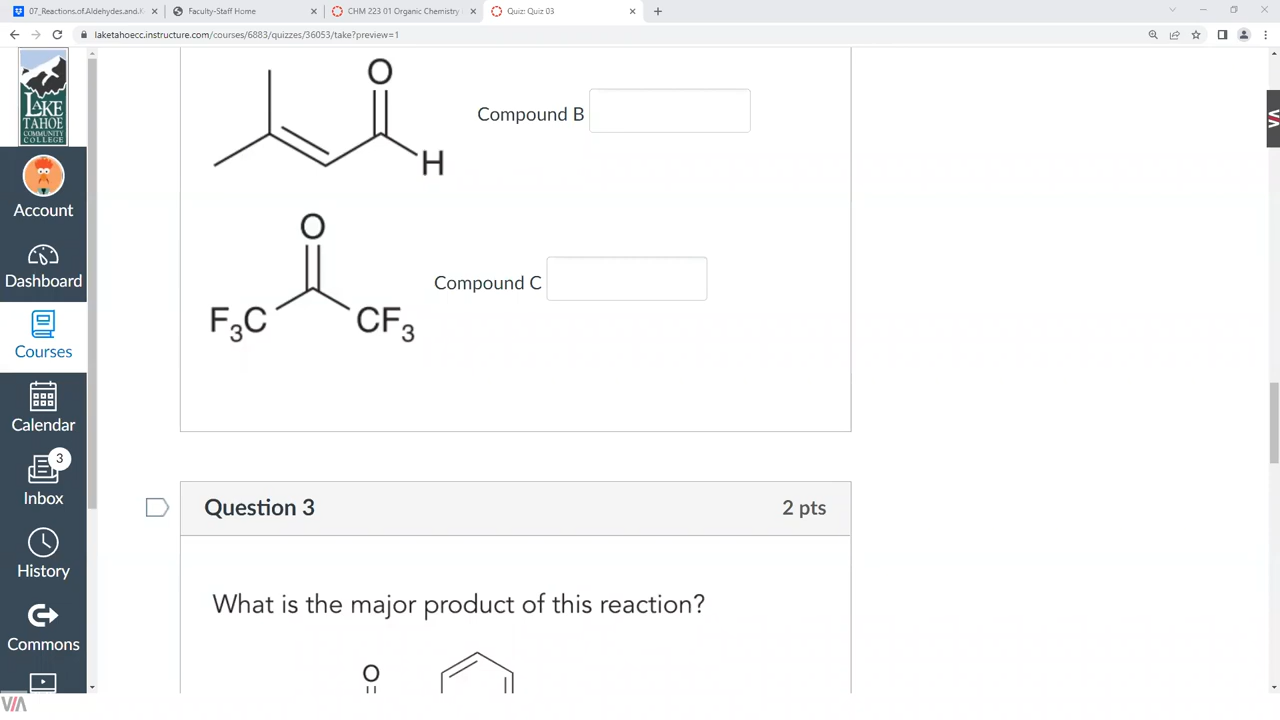 07_Reactions.of.Aldehydes.and.K
Faculty-Staff Home
CHM 223 01 Organic Chemistry
Quiz: Quiz 03
laketahoecc.instructure.com/courses/6883/quizzes/36053/take?preview=1
LAKE
TAHOE
COMMUNITY
COLLEGE
Account
Dashboard
Courses
Calendar
3
Inbox
History
Commons
O
H
Compound B
O
F3C
CF3
Compound C
Question 3
2 pts
What is the major product of this reaction?
O
VIA
VIA